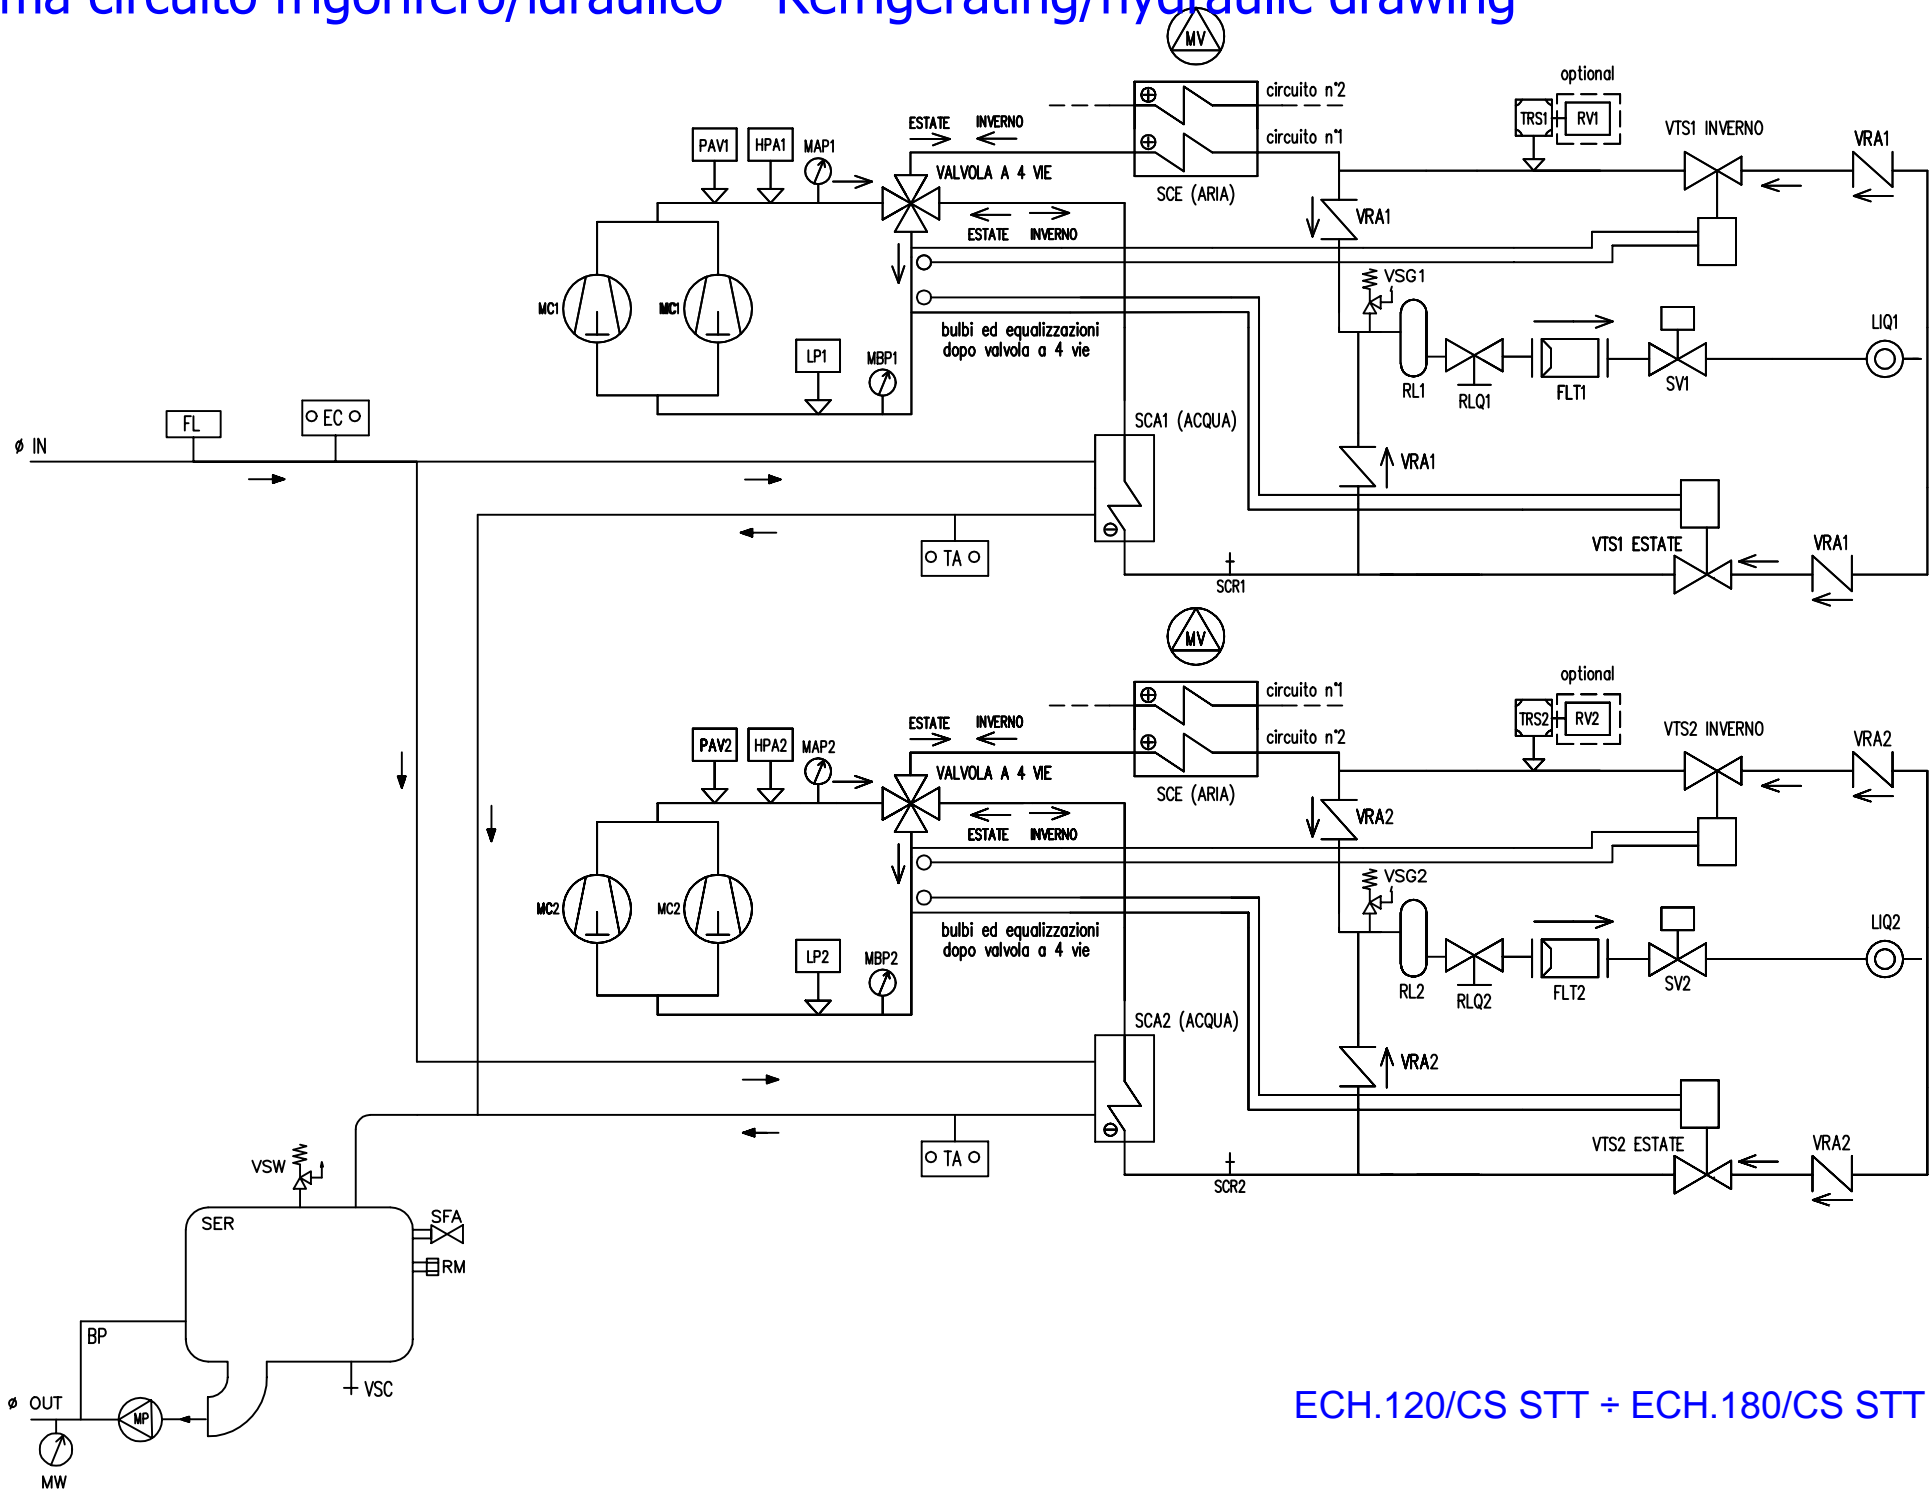 ma circuito frigorifero/idraulico - Refrigerating/hydraulic drawing
MV
optional
circuito n°2
TRS1
RV1
ESTATE
INVERNO
circuito n°1
VTS1 INVERNO
VRA1
PAV1
HPA1
MAP1
VALVOLA A 4 VIE
SCE (ARIA)
VRA1
ESTATE
INVERNO
VSG1
MC1
MC1
bulbi ed equalizzazioni
dopo valvola a 4 vie
LIQ1
LP1
MBP1
RL1
RLQ1
FLT1
SV1
FL
EC
SCA1 (ACQUA)
ø IN
VRA1
TA
VTS1 ESTATE
VRA1
SCR1
MV
optional
circuito n°1
TRS2
RV2
ESTATE
INVERNO
circuito n°2
VTS2 INVERNO
VRA2
PAV2
HPA2
MAP2
VALVOLA A 4 VIE
SCE (ARIA)
VRA2
ESTATE
INVERNO
VSG2
MC2
MC2
bulbi ed equalizzazioni
dopo valvola a 4 vie
LIQ2
LP2
MBP2
RL2
RLQ2
FLT2
SV2
SCA2 (ACQUA)
VRA2
TA
VTS2 ESTATE
VRA2
SCR2
VSW
SER
SFA
RM
BP
VSC
ø OUT
MP
MW
ECH.120/CS STT ÷ ECH.180/CS STT